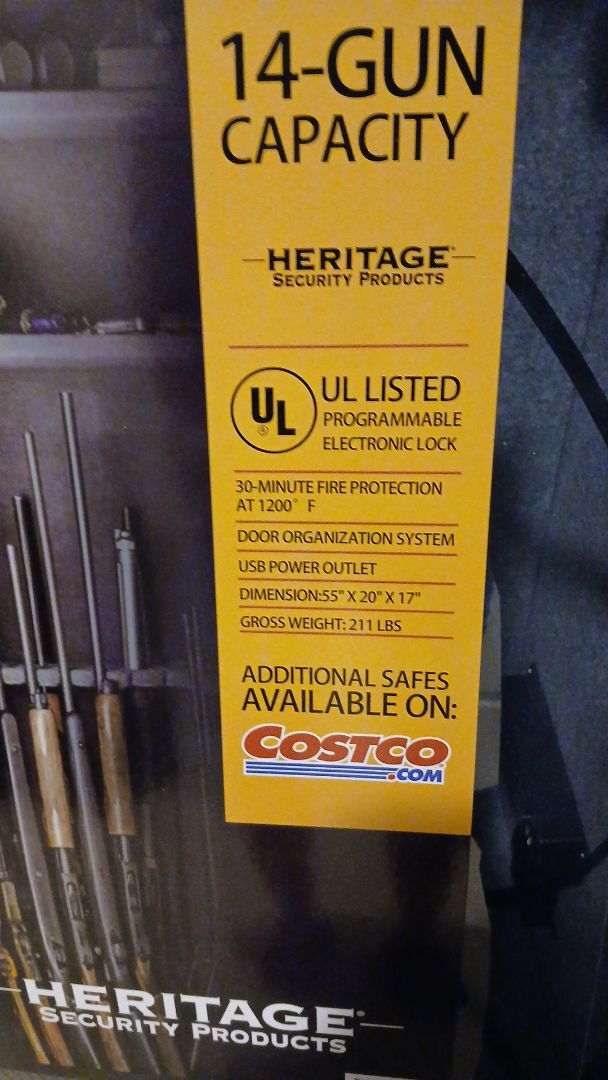 14-GUN
CAPACITY
HERITAGE®
SECURITY PRODUCTS
UL® UL LISTED
PROGRAMMABLE
ELECTRONIC LOCK
30-MINUTE FIRE PROTECTION
AT 1200° F
DOOR ORGANIZATION SYSTEM
USB POWER OUTLET
DIMENSION:55" X 20" X 17"
GROSS WEIGHT: 211 LBS
ADDITIONAL SAFES
AVAILABLE ON:
COSTCO
.COM
HERITAGE®
SECURITY PRODUCTS